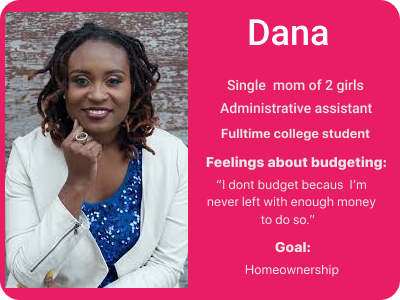 Dana
Single mom of 2 girls
Administrative assistant
Fulltime college student
Feelings about budgeting:
“I dont budget becaus I’m
never left with enough money
to do so.”
Goal:
Homeownership